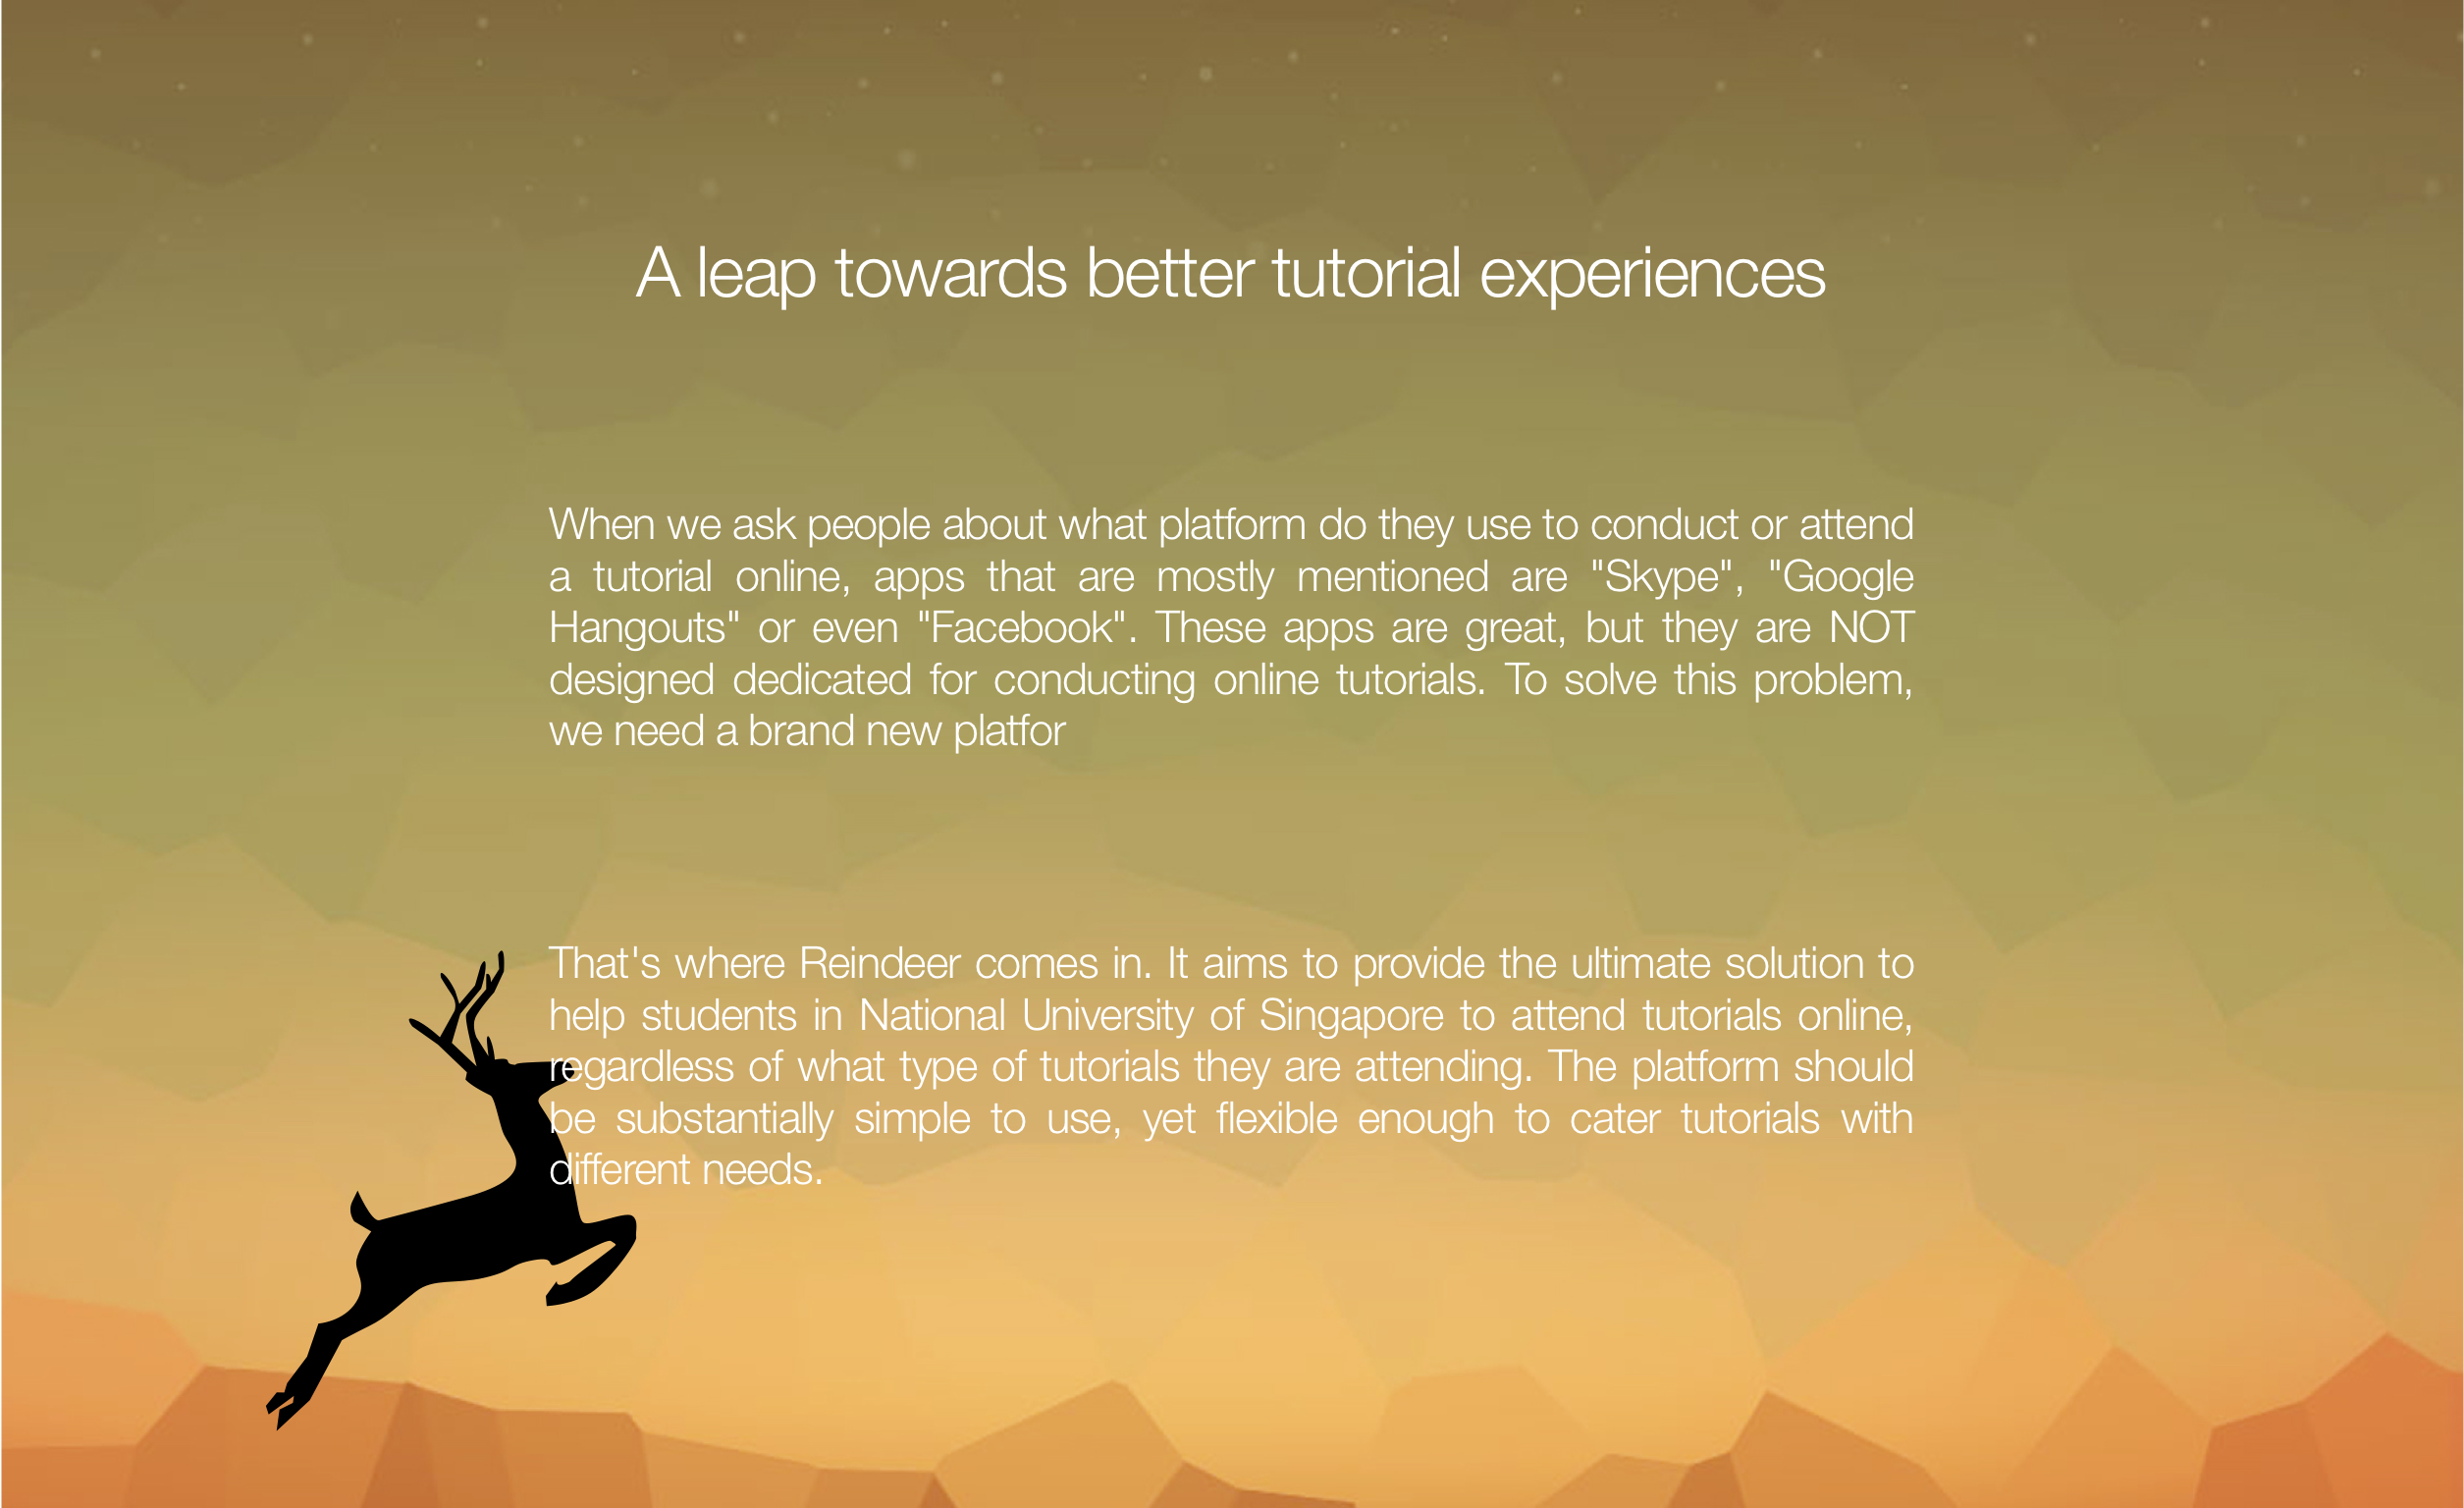 A leap towards better tutorial experiences
When we ask people about what platform do they use to conduct or attend
a tutorial online, apps that are mostly mentioned are "Skype", "Google
Hangouts" or even "Facebook". These apps are great, but they are NOT
designed dedicated for conducting online tutorials. To solve this problem,
we need a brand new platfor
That's where Reindeer comes in. It aims to provide the ultimate solution to
help students in National University of Singapore to attend tutorials online,
regardless of what type of tutorials they are attending. The platform should
be substantially simple to use, yet flexible enough to cater tutorials with
different needs.